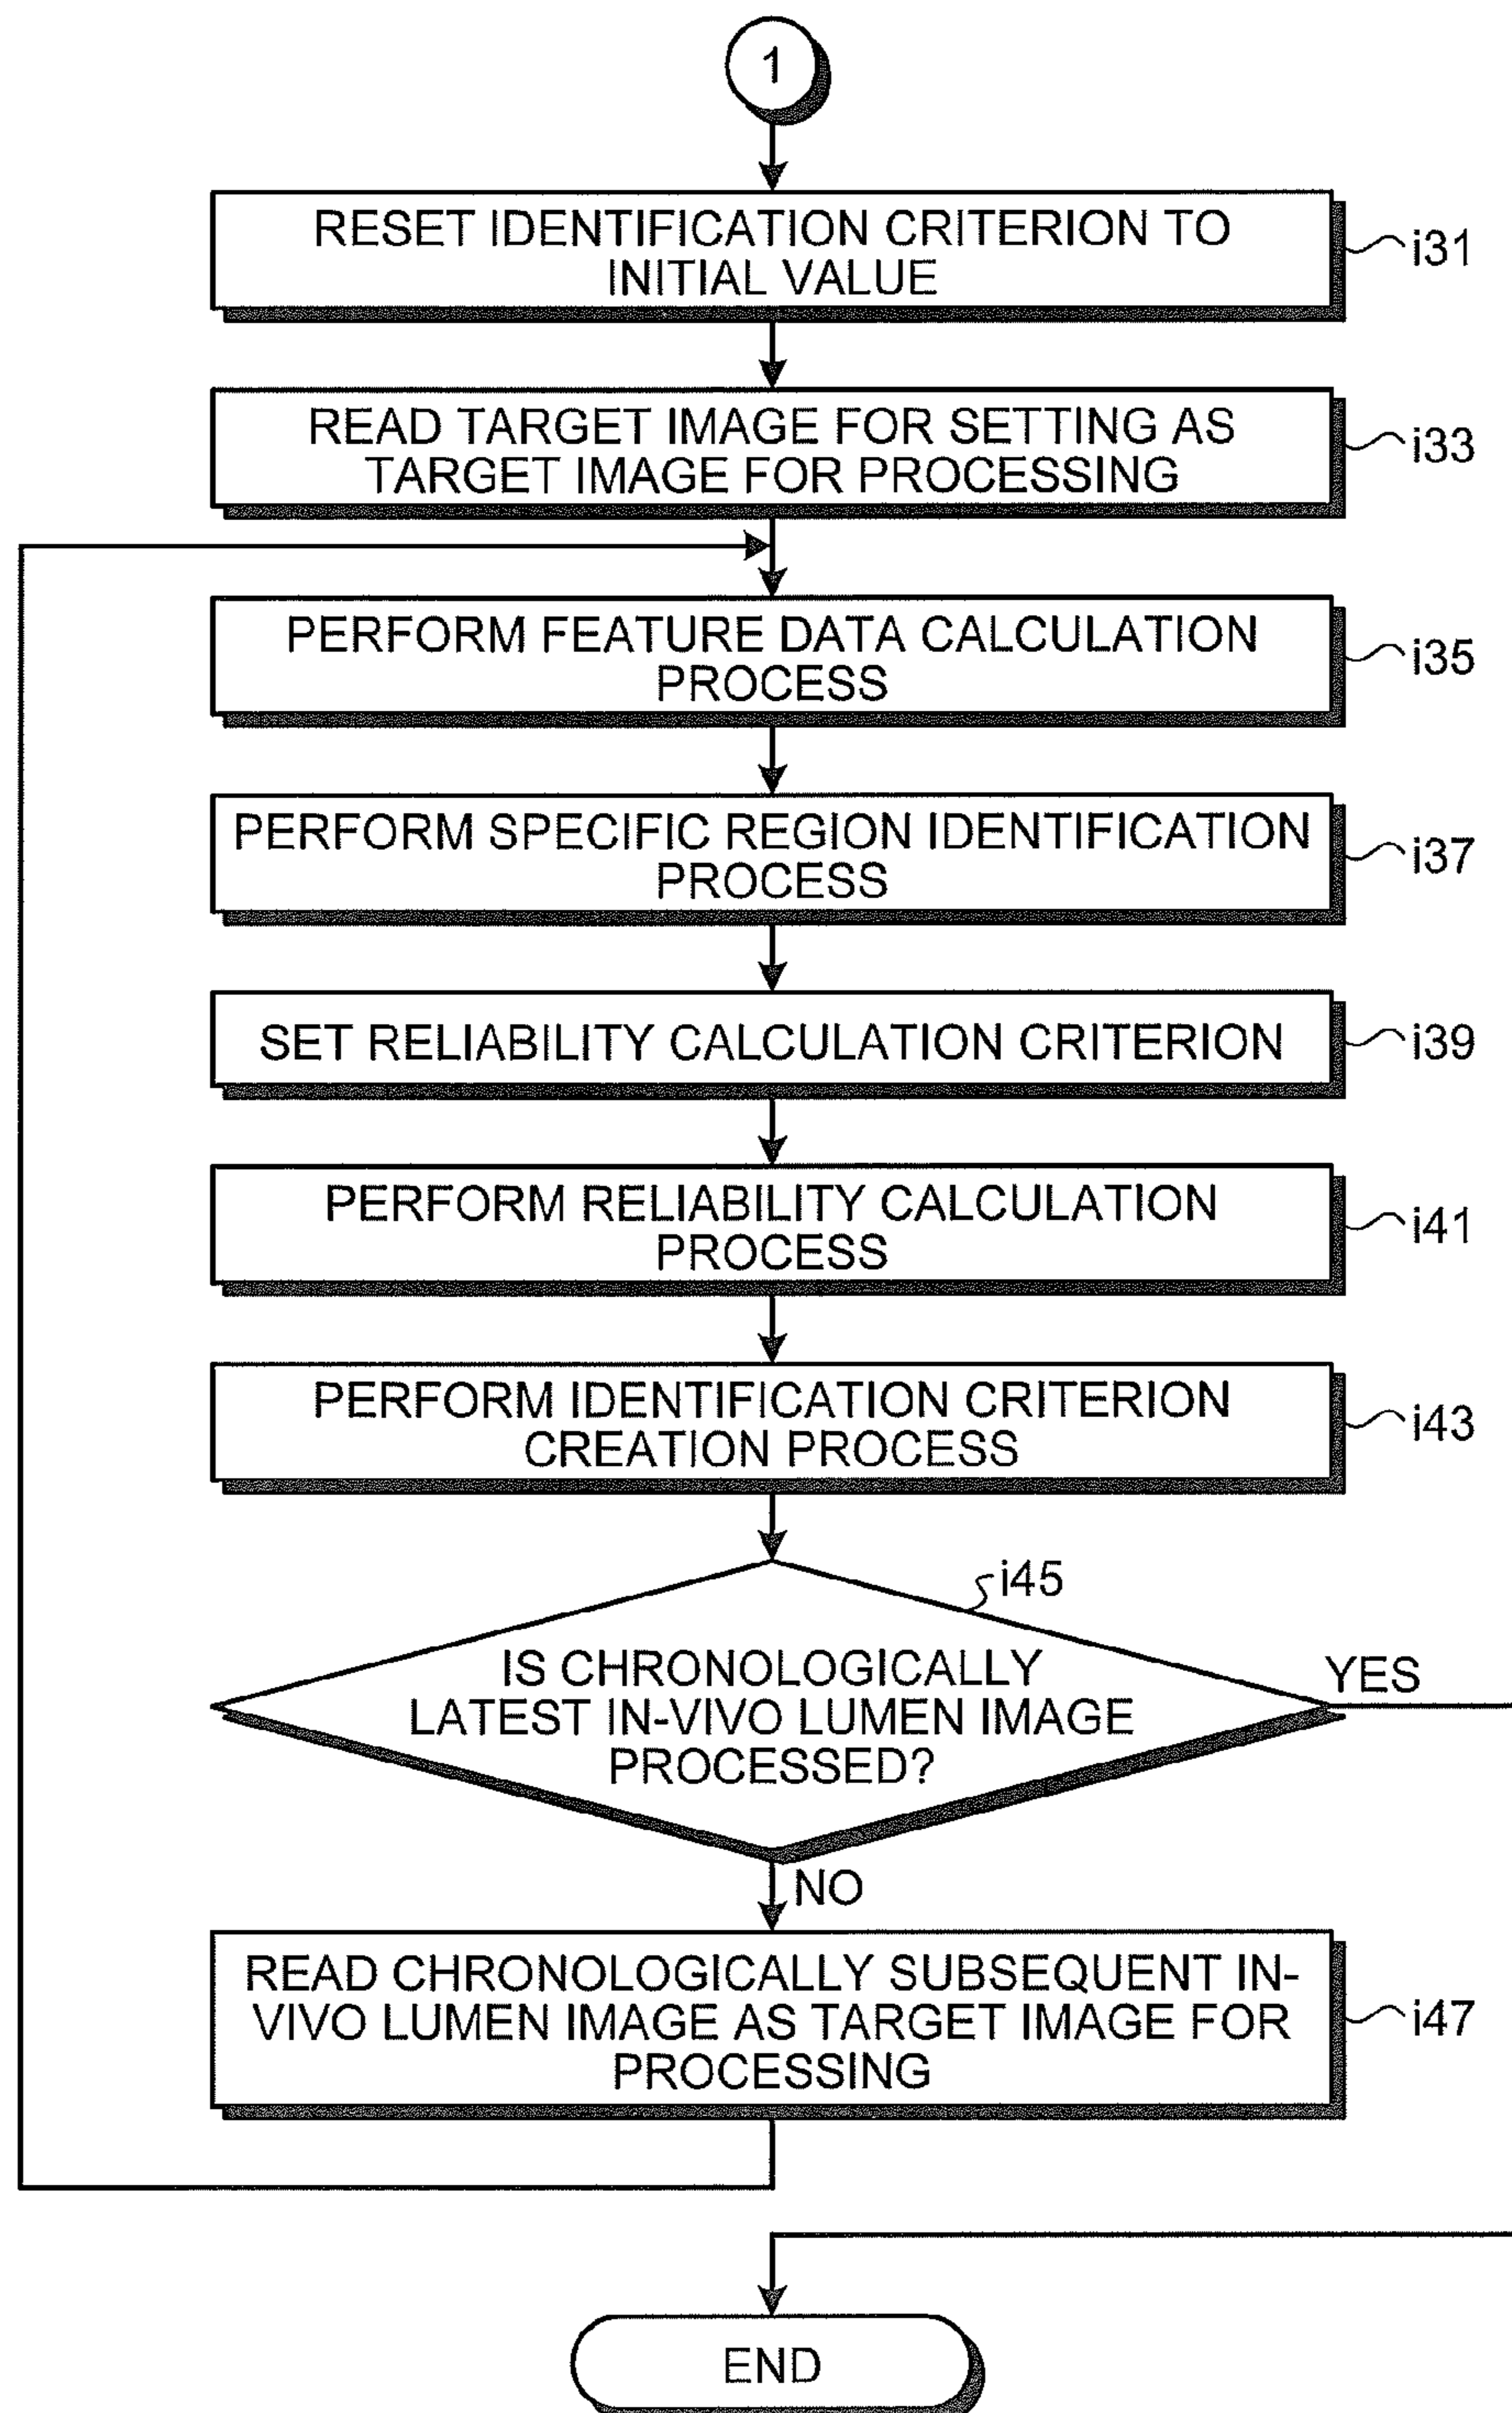 1
RESET IDENTIFICATION CRITERION TO
INITIAL VALUE
i31
READ TARGET IMAGE FOR SETTING AS
TARGET IMAGE FOR PROCESSING
i33
PERFORM FEATURE DATA CALCULATION
PROCESS
i35
PERFORM SPECIFIC REGION IDENTIFICATION
PROCESS
i37
SET RELIABILITY CALCULATION CRITERION
i39
PERFORM RELIABILITY CALCULATION
PROCESS
i41
PERFORM IDENTIFICATION CRITERION
CREATION PROCESS
i43
i45
IS CHRONOLOGICALLY
LATEST IN-VIVO LUMEN IMAGE
PROCESSED?
YES
NO
READ CHRONOLOGICALLY SUBSEQUENT IN-
VIVO LUMEN IMAGE AS TARGET IMAGE FOR
PROCESSING
i47
END